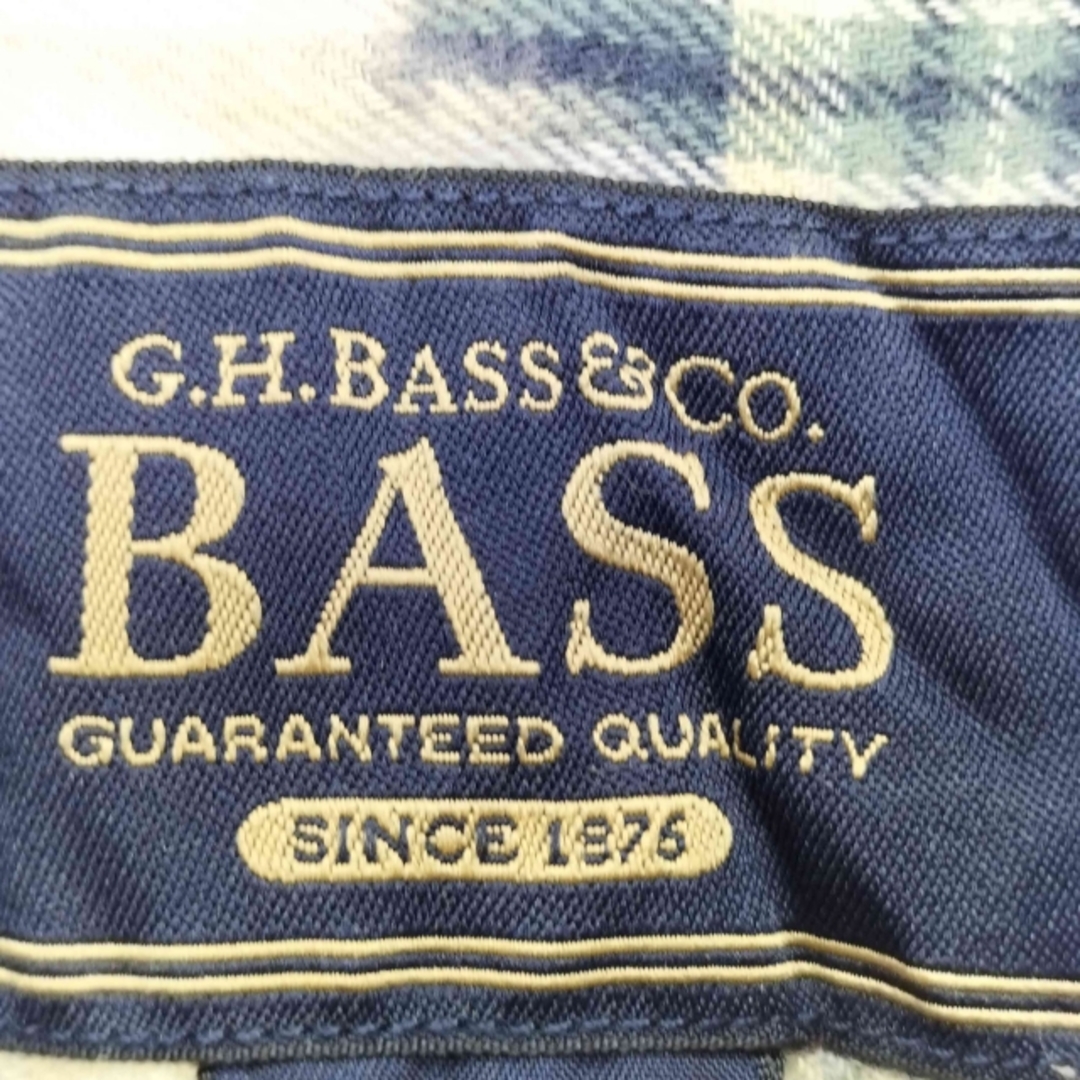 G.H. BASS & CO.
BASS
GUARANTEED QUALITY
SINCE 1876